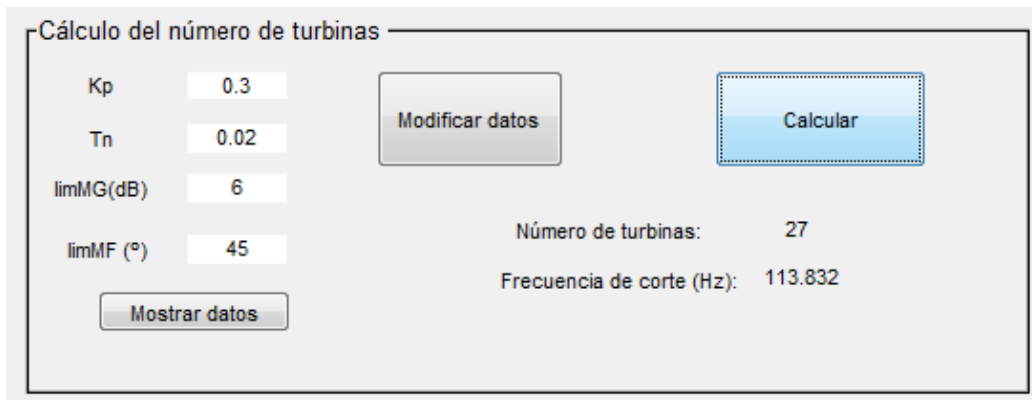 Cálculo del número de turbinas
Kp 0.3
Tn 0.02
limMG(dB) 6
limMF (º) 45
Mostrar datos
Modificar datos
Calcular
Número de turbinas: 27
Frecuencia de corte (Hz): 113.832